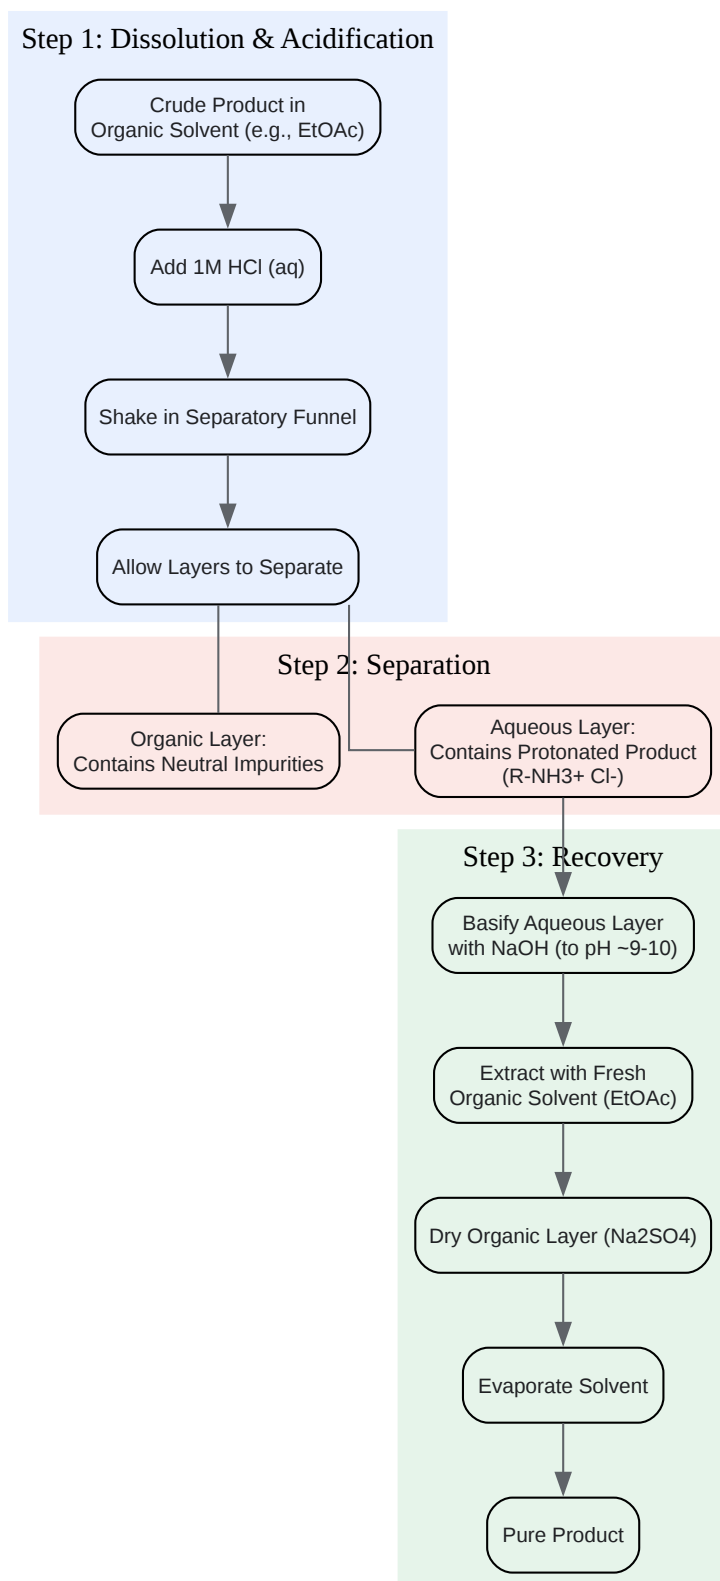 Step 1: Dissolution & Acidification
Crude Product in
Organic Solvent (e.g., EtOAc)
Add 1M HCl (aq)
Shake in Separatory Funnel
Allow Layers to Separate
Step 2: Separation
Organic Layer:
Contains Neutral Impurities
Aqueous Layer:
Contains Protonated Product
(R-NH3+ Cl-)
Step 3: Recovery
Basify Aqueous Layer
with NaOH (to pH ~9-10)
Extract with Fresh
Organic Solvent (EtOAc)
Dry Organic Layer (Na2SO4)
Evaporate Solvent
Pure Product